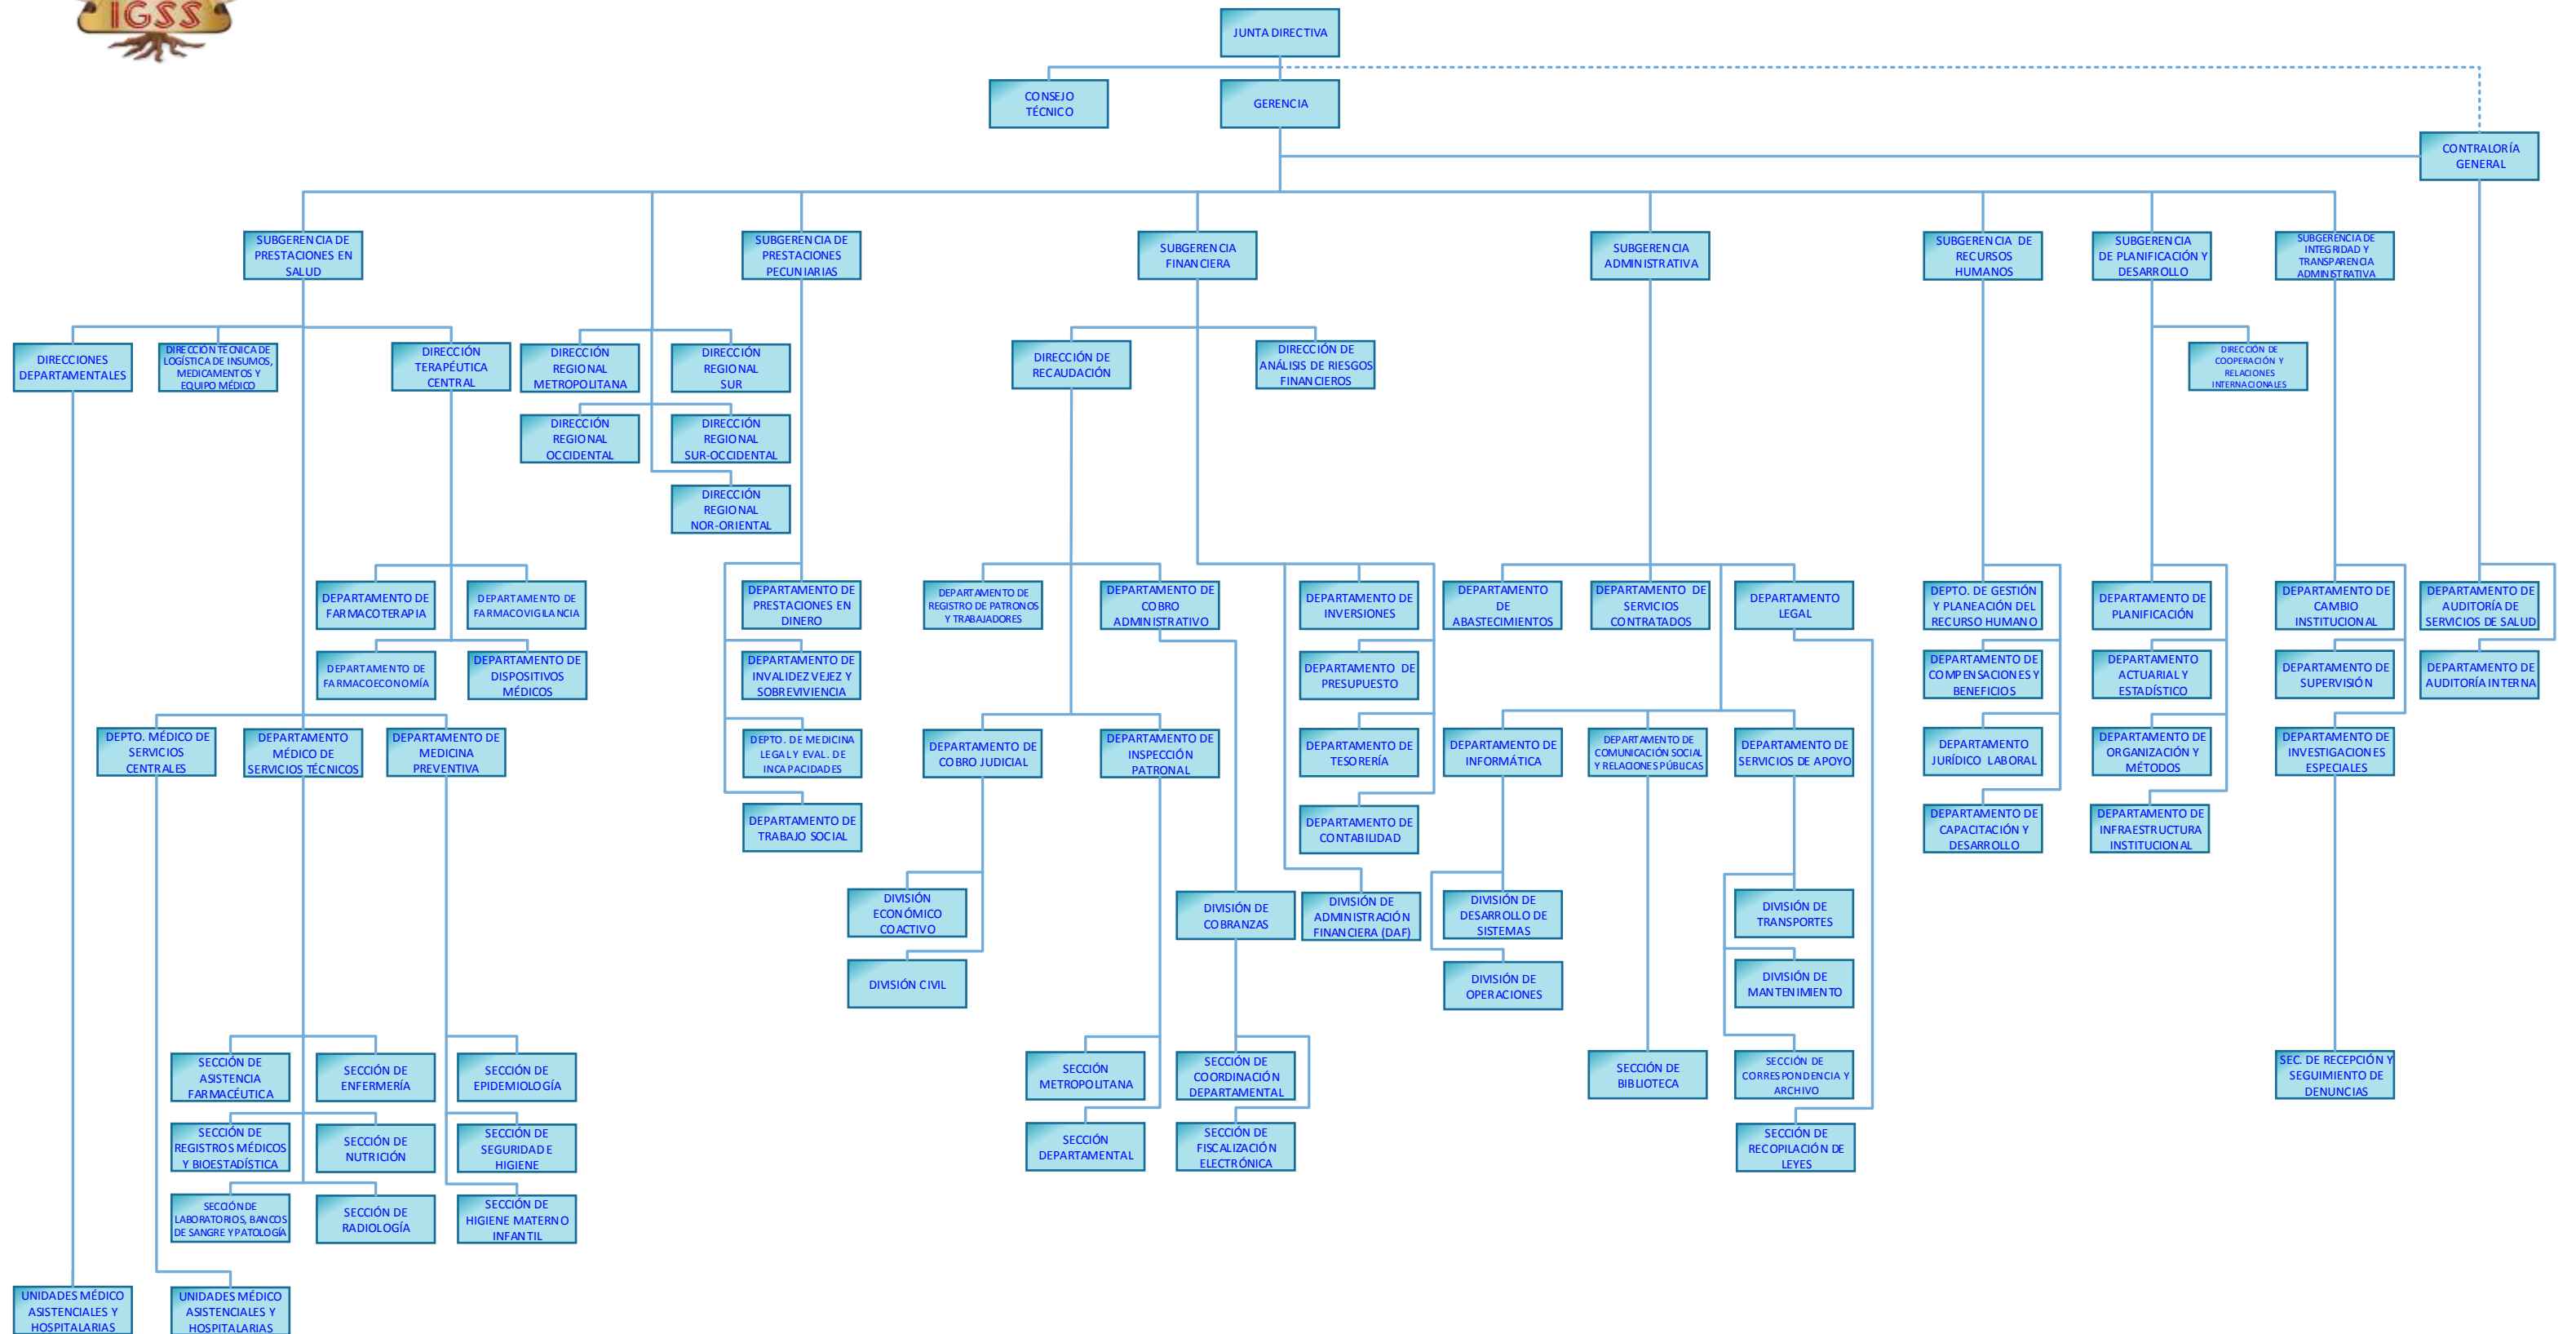 IGSS
JUNTA DIRECTIVA
CONSEJO
TÉCNICO
GERENCIA
CONTRALORÍA
GENERAL
SUBGERENCIA DE
PRESTACIONES EN
SALUD
SUBGERENCIA DE
PRESTACIONES
PECUNIARIAS
SUBGERENCIA
FINANCIERA
SUBGERENCIA
ADMINISTRATIVA
SUBGERENCIA DE
RECURSOS
HUMANOS
SUBGERENCIA
DE PLANIFICACIÓN Y
DESARROLLO
SUBGERENCIA DE
INTEGRIDAD Y
TRANSPARENCIA
ADMINISTRATIVA
DIRECCIONES
DEPARTAMENTALES
DIRECCIÓN TÉCNICA DE
LOGÍSTICA DE INSUMOS,
MEDICAMENTOS Y
EQUIPO MÉDICO
DIRECCIÓN
TERAPÉUTICA
CENTRAL
DIRECCIÓN
REGIONAL
METROPOLITANA
DIRECCIÓN
REGIONAL
SUR
DIRECCIÓN DE
RECAUDACIÓN
DIRECCIÓN DE
ANÁLISIS DE RIESGOS
FINANCIEROS
DIRECCIÓN DE
COOPERACIÓN Y
RELACIONES
INTERNACIONALES
DIRECCIÓN
REGIONAL
OCCIDENTAL
DIRECCIÓN
REGIONAL
SUR-OCCIDENTAL
DIRECCIÓN
REGIONAL
NOR-ORIENTAL
DEPARTAMENTO DE
FARMACOTERAPIA
DEPARTAMENTO DE
FARMACOVIGILANCIA
DEPARTAMENTO DE
PRESTACIONES EN
DINERO
DEPARTAMENTO DE
REGISTRO DE PATRONOS
Y TRABAJADORES
DEPARTAMENTO DE
COBRO
ADMINISTRATIVO
DEPARTAMENTO DE
INVERSIONES
DEPARTAMENTO
DE
ABASTECIMIENTOS
DEPARTAMENTO DE
SERVICIOS
CONTRATADOS
DEPARTAMENTO
LEGAL
DEPTO. DE GESTIÓN
Y PLANEACIÓN DEL
RECURSO HUMANO
DEPARTAMENTO DE
PLANIFICACIÓN
DEPARTAMENTO DE
CAMBIO
INSTITUCIONAL
DEPARTAMENTO DE
AUDITORÍA DE
SERVICIOS DE SALUD
DEPARTAMENTO DE
FARMACOECONOMÍA
DEPARTAMENTO DE
DISPOSITIVOS
MÉDICOS
DEPARTAMENTO DE
INVALIDEZ VEJEZ Y
SOBREVIVIENCIA
DEPARTAMENTO DE
PRESUPUESTO
DEPARTAMENTO DE
COMPENSACIONES Y
BENEFICIOS
DEPARTAMENTO
ACTUARIAL Y
ESTADÍSTICO
DEPARTAMENTO DE
SUPERVISIÓN
DEPARTAMENTO DE
AUDITORÍA INTERNA
DEPTO. MÉDICO DE
SERVICIOS
CENTRALES
DEPARTAMENTO
MÉDICO DE
SERVICIOS TÉCNICOS
DEPARTAMENTO DE
MEDICINA
PREVENTIVA
DEPTO. DE MEDICINA
LEGAL Y EVAL. DE
INCAPACIDADES
DEPARTAMENTO DE
COBRO JUDICIAL
DEPARTAMENTO DE
INSPECCIÓN
PATRONAL
DEPARTAMENTO DE
TESORERÍA
DEPARTAMENTO DE
INFORMÁTICA
DEPARTAMENTO DE
COMUNICACIÓN SOCIAL
Y RELACIONES PÚBLICAS
DEPARTAMENTO DE
SERVICIOS DE APOYO
DEPARTAMENTO
JURÍDICO LABORAL
DEPARTAMENTO DE
ORGANIZACIÓN Y
MÉTODOS
DEPARTAMENTO DE
INVESTIGACIONES
ESPECIALES
DEPARTAMENTO DE
TRABAJO SOCIAL
DEPARTAMENTO DE
CONTABILIDAD
DEPARTAMENTO DE
CAPACITACIÓN Y
DESARROLLO
DEPARTAMENTO DE
INFRAESTRUCTURA
INSTITUCIONAL
DIVISIÓN
ECONÓMICO
COACTIVO
DIVISIÓN DE
COBRANZAS
DIVISIÓN DE
ADMINISTRACIÓN
FINANCIERA (DAF)
DIVISIÓN DE
DESARROLLO DE
SISTEMAS
DIVISIÓN DE
TRANSPORTES
DIVISIÓN CIVIL
DIVISIÓN DE
OPERACIONES
DIVISIÓN DE
MANTENIMIENTO
SECCIÓN DE
ASISTENCIA
FARMACÉUTICA
SECCIÓN DE
ENFERMERÍA
SECCIÓN DE
EPIDEMIOLOGÍA
SECCIÓN
METROPOLITANA
SECCIÓN DE
COORDINACIÓN
DEPARTAMENTAL
SECCIÓN DE
BIBLIOTECA
SECCIÓN DE
CORRESPONDENCIA Y
ARCHIVO
SEC. DE RECEPCIÓN Y
SEGUIMIENTO DE
DENUNCIAS
SECCIÓN DE
REGISTROS MÉDICOS
Y BIOESTADÍSTICA
SECCIÓN DE
NUTRICIÓN
SECCIÓN DE
SEGURIDAD E
HIGIENE
SECCIÓN
DEPARTAMENTAL
SECCIÓN DE
FISCALIZACIÓN
ELECTRÓNICA
SECCIÓN DE
RECOPILACIÓN DE
LEYES
SECCIÓN DE
LABORATORIOS, BANCOS
DE SANGRE Y PATOLOGÍA
SECCIÓN DE
RADIOLOGÍA
SECCIÓN DE
HIGIENE MATERNO
INFANTIL
UNIDADES MÉDICO
ASISTENCIALES Y
HOSPITALARIAS
UNIDADES MÉDICO
ASISTENCIALES Y
HOSPITALARIAS